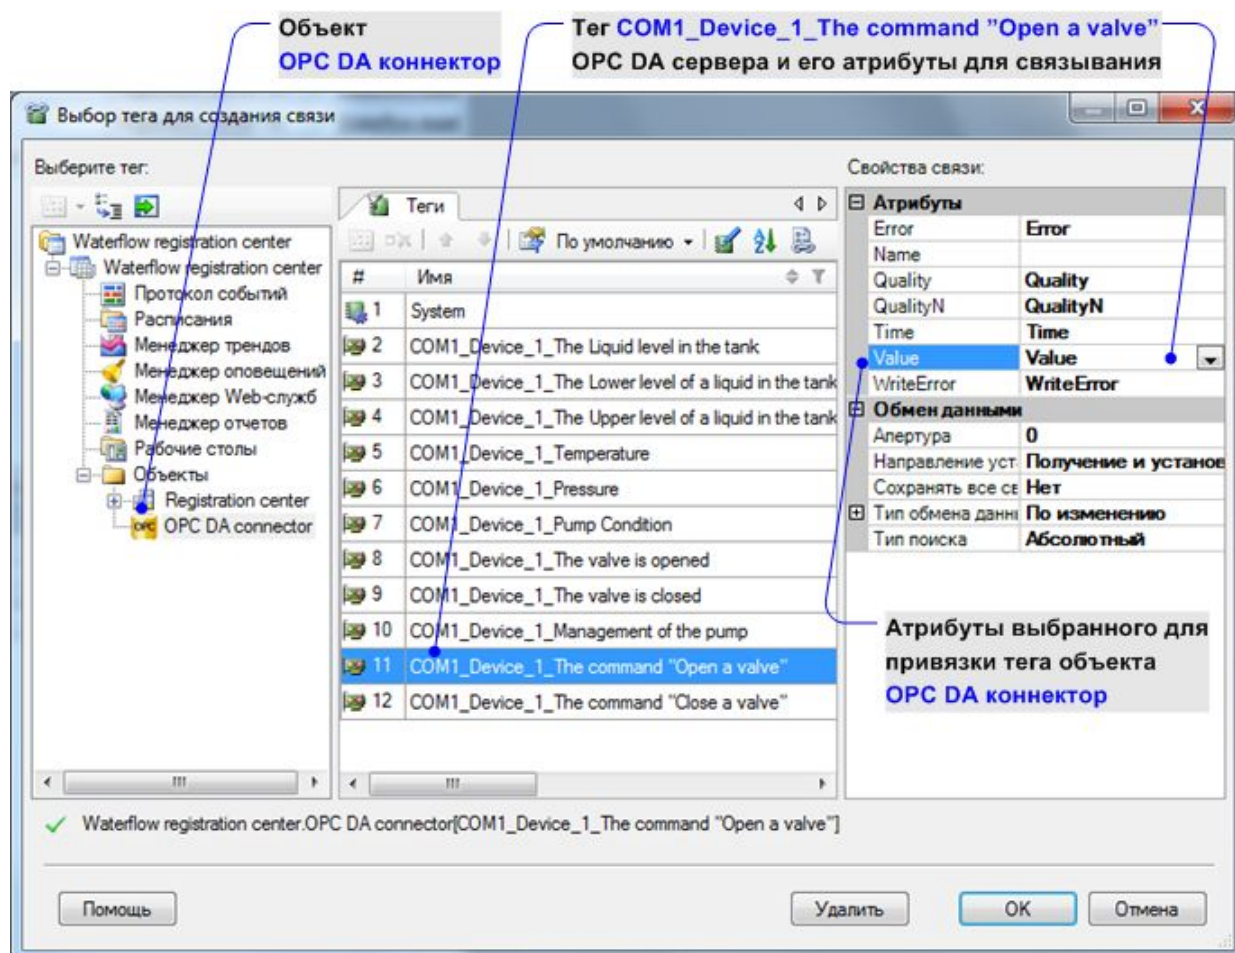 Объект
OPC DA коннектор
Тег COM1_Device_1_The command ”Open a valve”
OPC DA сервера и его атрибуты для связывания
Выбор тега для создания связи
Выберите тег:
Waterflow registration center
Waterflow registration center
Протокол событий
Расписания
Менеджер трендов
Менеджер оповещений
Менеджер Web-служб
Менеджер отчетов
Рабочие столы
Объекты
Registration center
OPC DA connector
Теги
По умолчанию
# Имя
1 System
2 COM1_Device_1_The Liquid level in the tank
3 COM1_Device_1_The Lower level of a liquid in the tank
4 COM1_Device_1_The Upper level of a liquid in the tank
5 COM1_Device_1_Temperature
6 COM1_Device_1_Pressure
7 COM1_Device_1_Pump Condition
8 COM1_Device_1_The valve is opened
9 COM1_Device_1_The valve is closed
10 COM1_Device_1_Management of the pump
11 COM1_Device_1_The command "Open a valve"
12 COM1_Device_1_The command "Close a valve"
Свойства связи:
Атрибуты
Error Error
Name
Quality Quality
QualityN QualityN
Time Time
Value Value
WriteError WriteError
Обмен данными
Апертура 0
Направление уст Получение и установ
Сохранять все св Нет
Тип обмена данны По изменению
Тип поиска Абсолютный
Атрибуты выбранного для
привязки тега объекта
OPC DA коннектор
Waterflow registration center.OPC DA connector[COM1_Device_1_The command "Open a valve"]
Помощь
Удалить
OK
Отмена